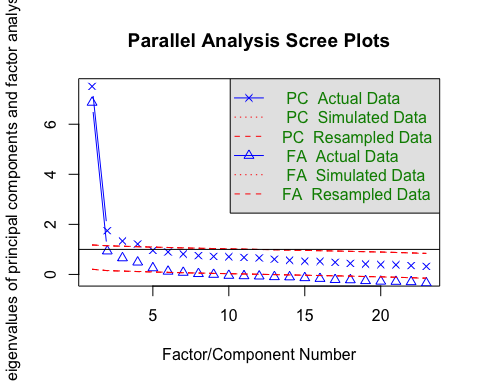 Parallel Analysis Scree Plots
eigenvalues of principal components and factor analys
0
2
4
6
PC Actual Data
PC Simulated Data
PC Resampled Data
FA Actual Data
FA Simulated Data
FA Resampled Data
5
10
15
20
Factor/Component Number